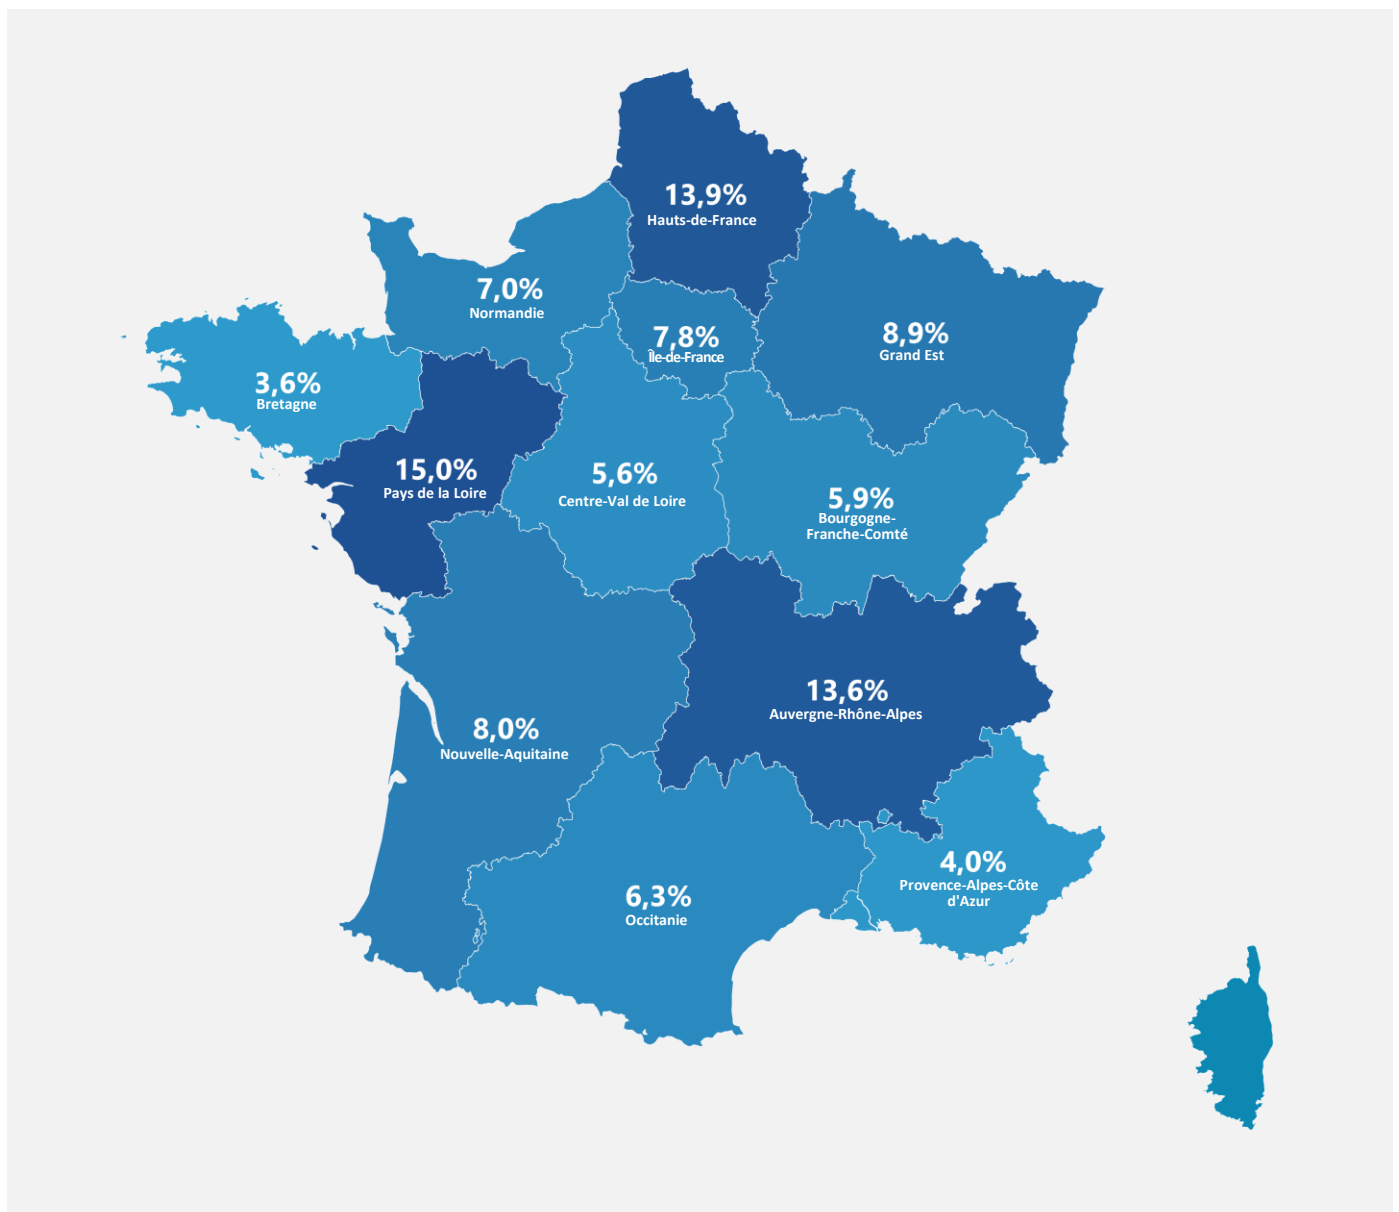 13,9%
Hauts-de-France
7,0%
Normandie
7,8%
Île-de-France
8,9%
Grand Est
3,6%
Bretagne
15,0%
Pays de la Loire
5,6%
Centre-Val de Loire
5,9%
Bourgogne-
Franche-Comté
13,6%
Auvergne-Rhône-Alpes
8,0%
Nouvelle-Aquitaine
4,0%
Provence-Alpes-Côte
d'Azur
6,3%
Occitanie